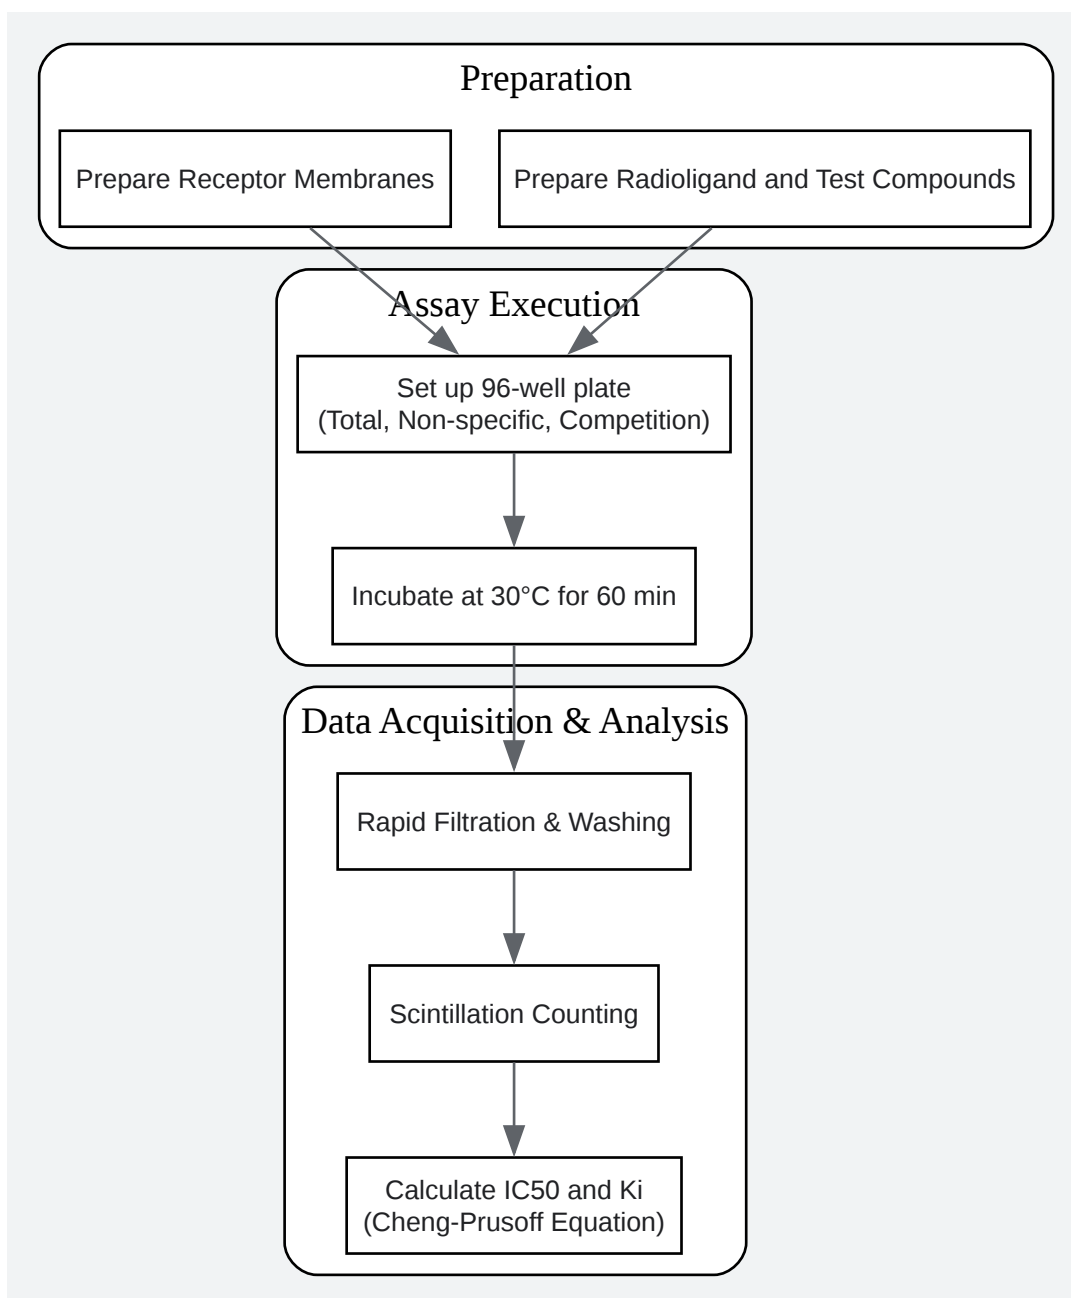 Preparation
Prepare Receptor Membranes
Prepare Radioligand and Test Compounds
Assay Execution
Set up 96-well plate
(Total, Non-specific, Competition)
Incubate at 30°C for 60 min
Data Acquisition & Analysis
Rapid Filtration & Washing
Scintillation Counting
Calculate IC50 and Ki
(Cheng-Prusoff Equation)